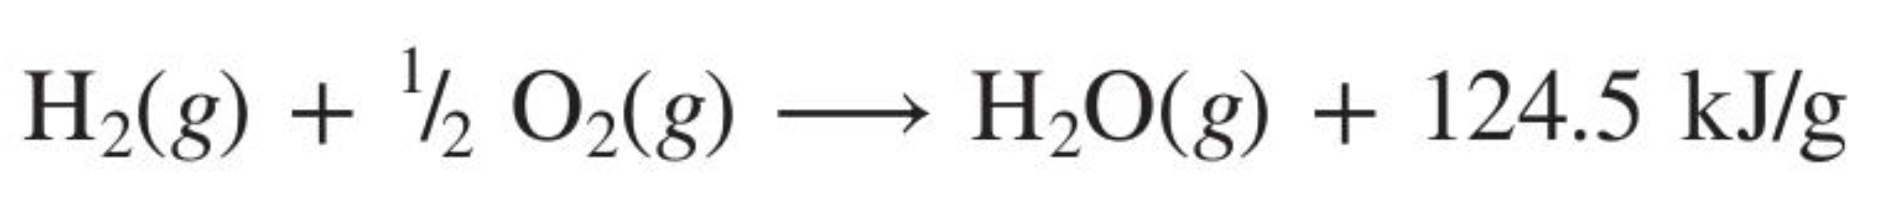 H₂(g) + ½ O₂(g) ⟶ H₂O(g) + 124.5 kJ/g